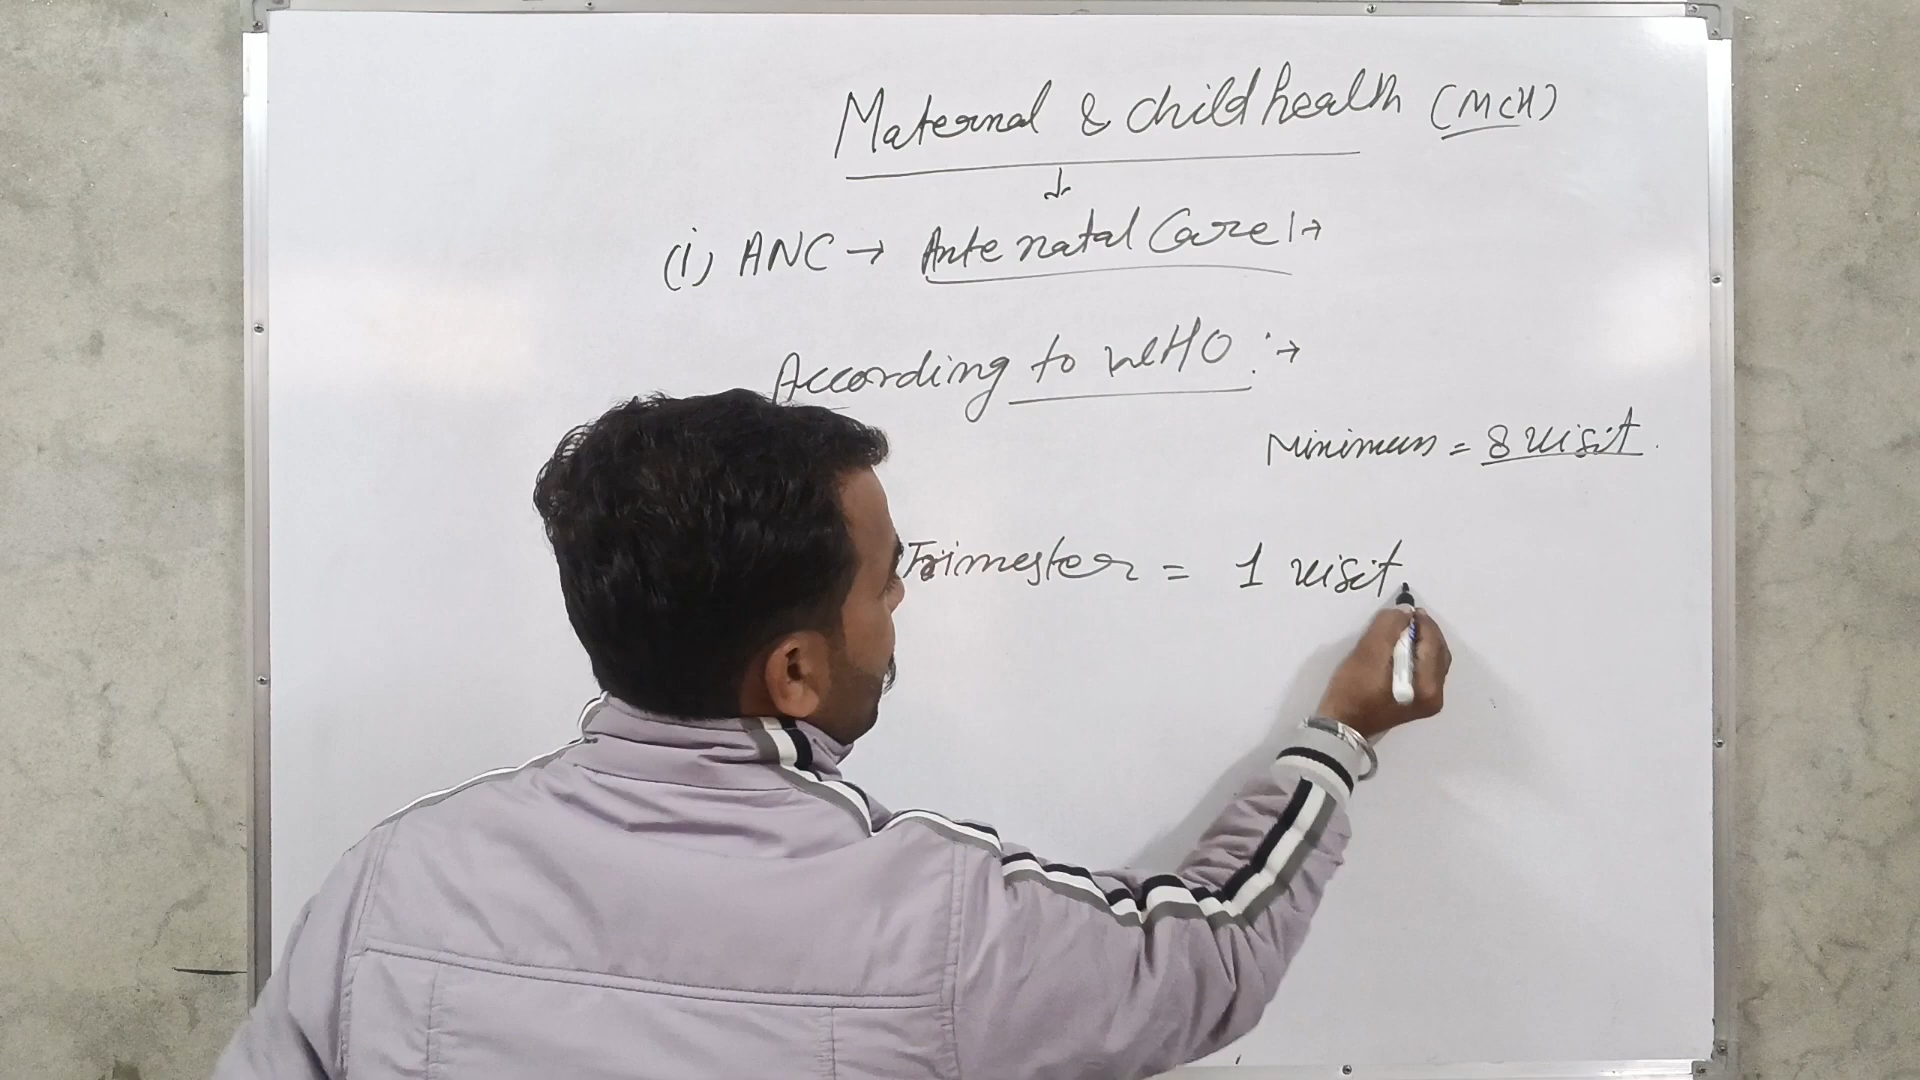 Maternal & child health (MCH)
(i) ANC → Ante natal Care :→
According to WHO :→
Minimum = 8 visit.
Trimester = 1 visit